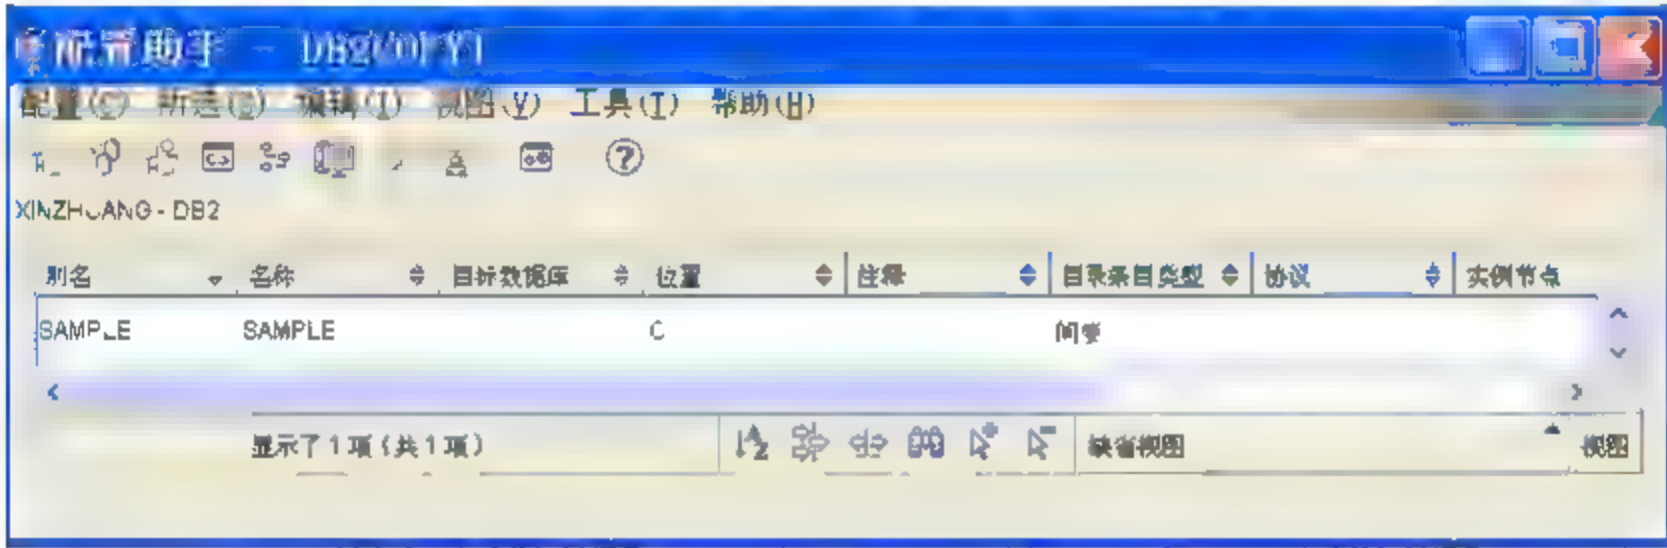 配置助手 - DB2COPY1
配置(C) 所选(S) 编辑(I) 视图(V) 工具(T) 帮助(H)
XINZHUANG - DB2
别名 名称 目标数据库 位置 注释 目录条目类型 协议 实例节点
SAMPLE SAMPLE C 间接
显示了1项(共1项) 缺省视图 视图